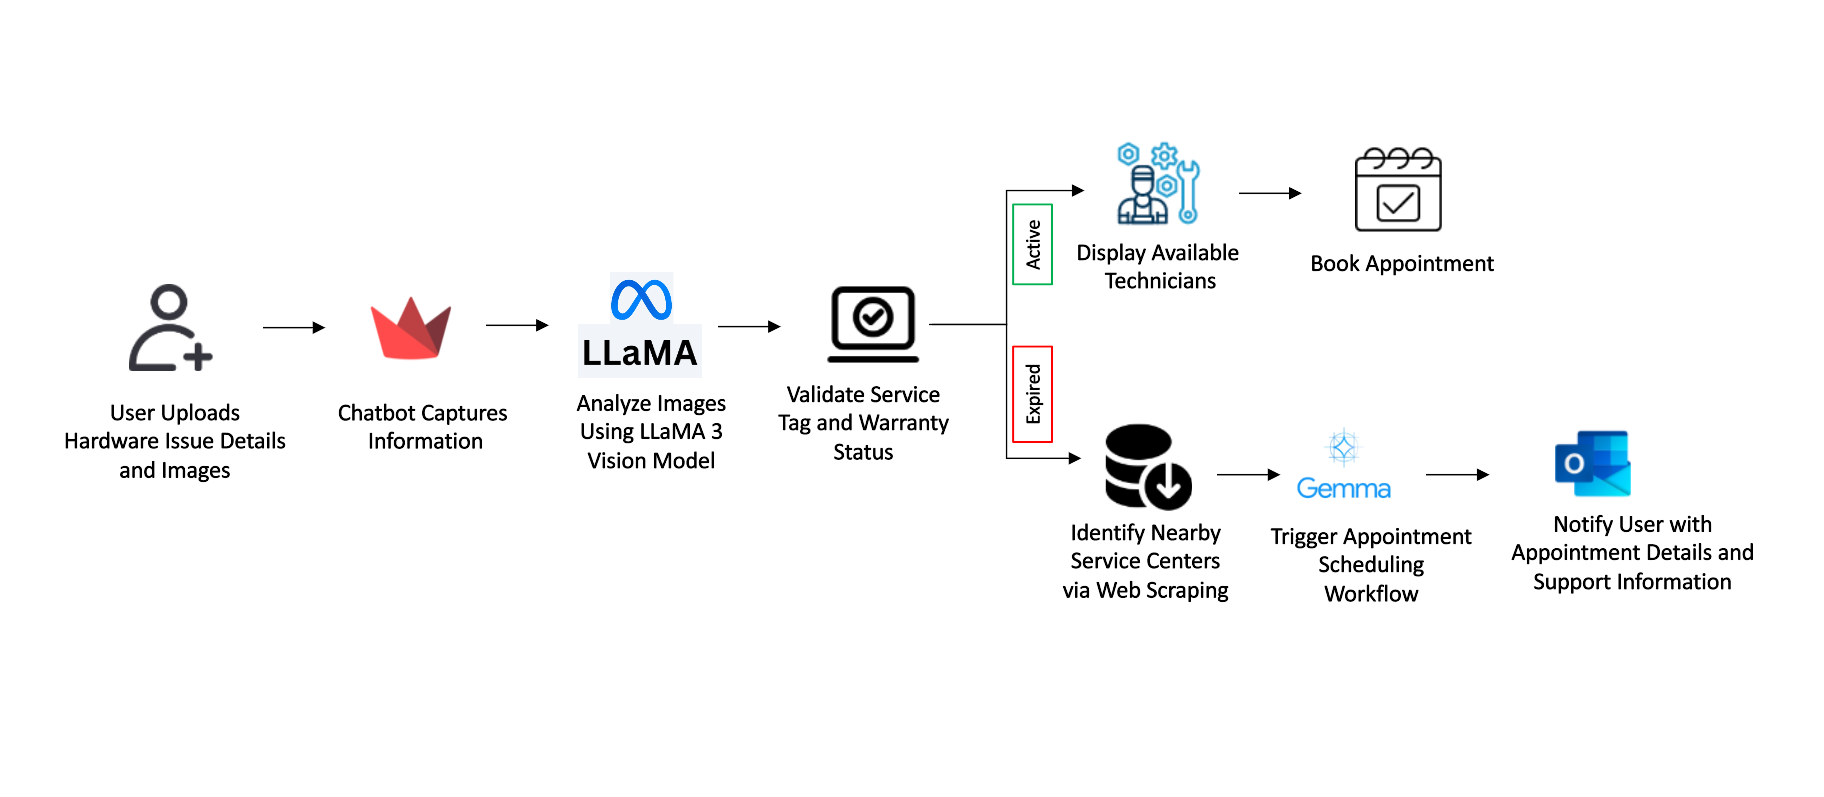 User Uploads
Hardware Issue Details
and Images
Chatbot Captures
Information
LLaMA
Analyze Images
Using LLaMA 3
Vision Model
Validate Service
Tag and Warranty
Status
Active
Expired
Display Available
Technicians
Book Appointment
Identify Nearby
Service Centers
via Web Scraping
Gemma
Trigger Appointment
Scheduling
Workflow
O
Notify User with
Appointment Details and
Support Information